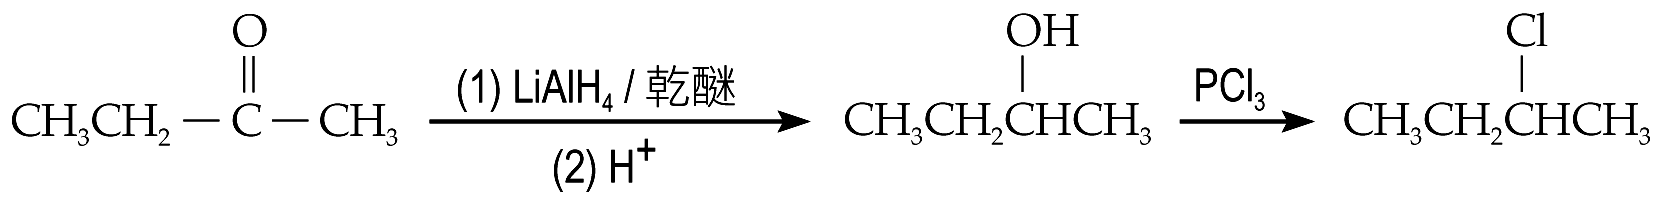 O OH Cl
(1) LiAlH₄ / 乾醚 PCl₃
CH₃CH₂ — C — CH₃ CH₃CH₂CHCH₃ CH₃CH₂CHCH₃
(2) H⁺